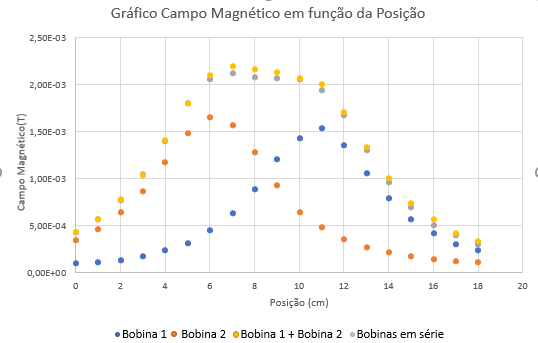 Gráfico Campo Magnético em função da Posição
2,50E-03
2,00E-03
1,50E-03
1,00E-03
5,00E-04
0,00E+00
Campo Magnético(T)
0 2 4 6 8 10 12 14 16 18 20
Posição (cm)
Bobina 1 Bobina 2 Bobina 1 + Bobina 2 Bobinas em série